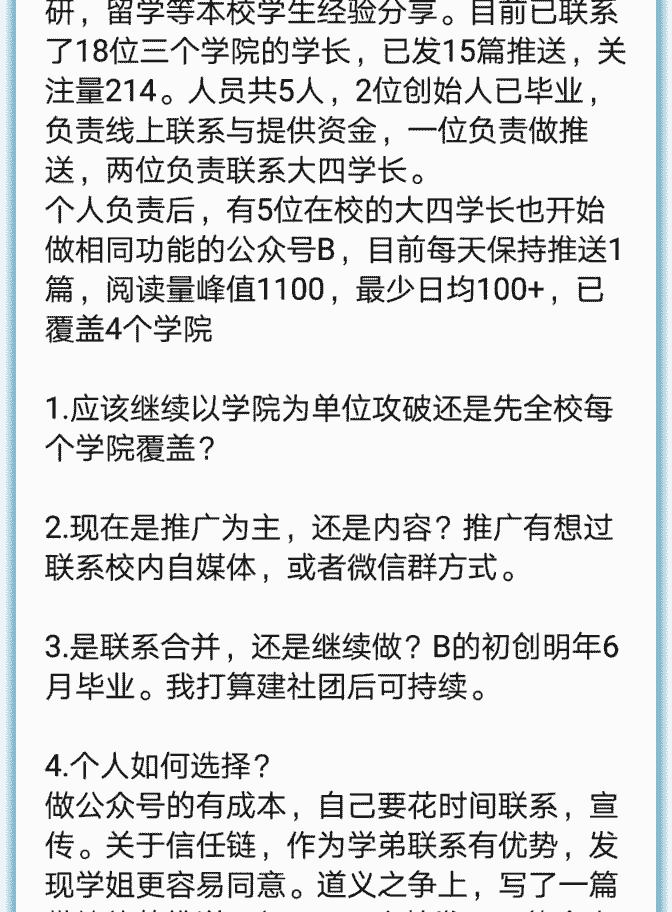 研，留学等本校学生经验分享。目前已联系
了18位三个学院的学长，已发15篇推送，关
注量214。人员共5人，2位创始人已毕业，
负责线上联系与提供资金，一位负责做推
送，两位负责联系大四学长。
个人负责后，有5位在校的大四学长也开始
做相同功能的公众号B，目前每天保持推送1
篇，阅读量峰值1100，最少日均100+，已
覆盖4个学院
1.应该继续以学院为单位攻破还是先全校每
个学院覆盖？
2.现在是推广为主，还是内容？推广有想过
联系校内自媒体，或者微信群方式。
3.是联系合并，还是继续做？B的初创明年6
月毕业。我打算建社团后可持续。
4.个人如何选择？
做公众号的有成本，自己要花时间联系，宣
传。关于信任链，作为学弟联系有优势，发
现学姐更容易同意。道义之争上，写了一篇